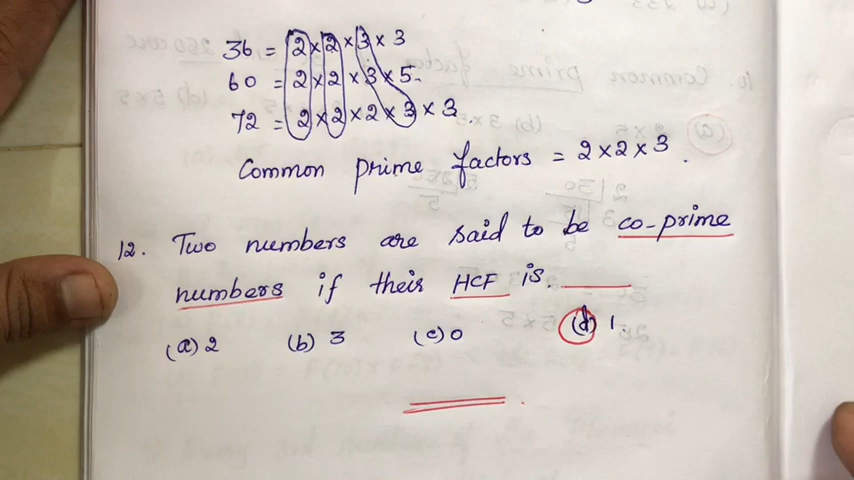 36 = 2 × 2 × 3 × 3
60 = 2 × 2 × 3 × 5.
72 = 2 × 2 × 2 × 3 × 3.
Common prime factors = 2 × 2 × 3.
12. Two numbers are said to be co-prime
numbers if their HCF is. ______
(a) 2 (b) 3 (c) 0 (d) 1.